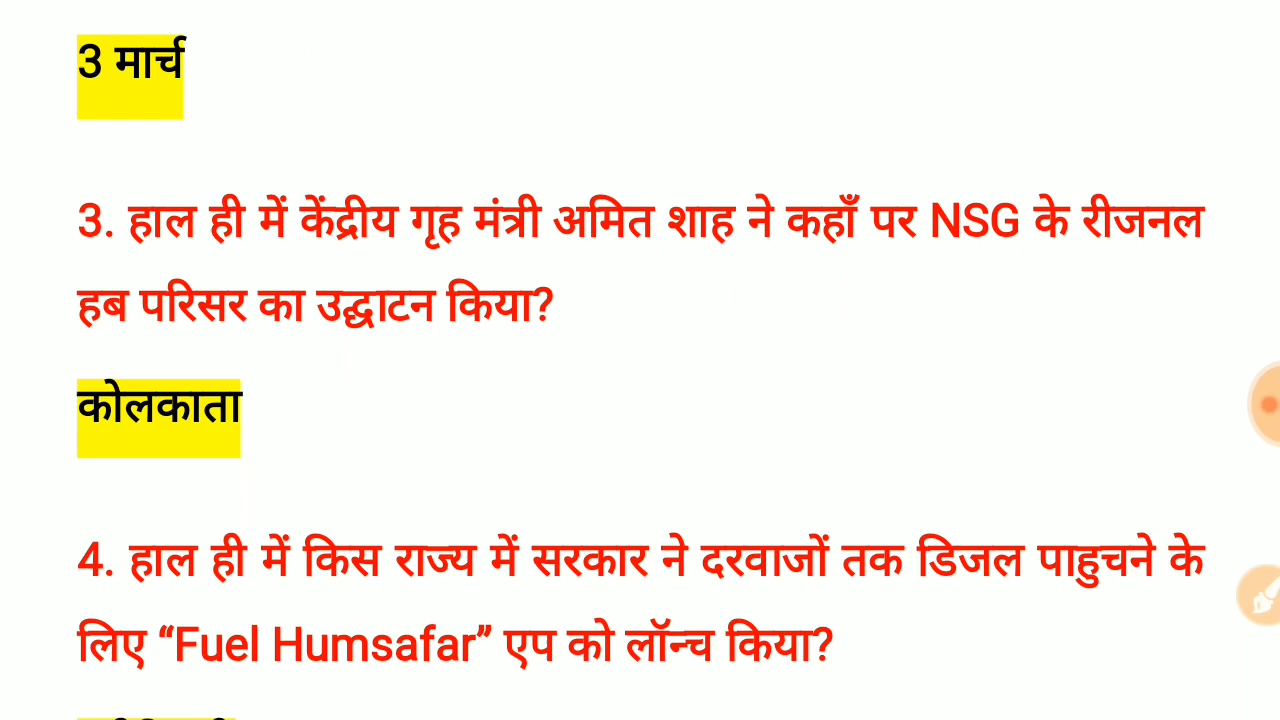 3 मार्च
3. हाल ही में केंद्रीय गृह मंत्री अमित शाह ने कहाँ पर NSG के रीजनल
हब परिसर का उद्घाटन किया?
कोलकाता
4. हाल ही में किस राज्य में सरकार ने दरवाजों तक डिजल पाहुचने के
लिए “Fuel Humsafar” एप को लॉन्च किया?